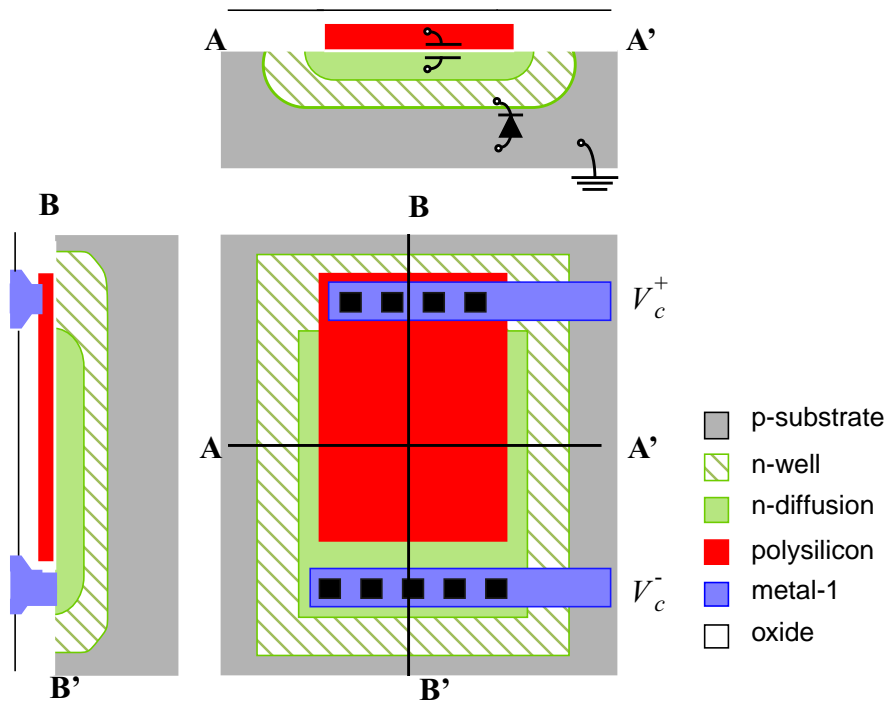 A
A’
B
B
V_c^+
A
A’
V_c^-
B’
B’
p-substrate
n-well
n-diffusion
polysilicon
metal-1
oxide